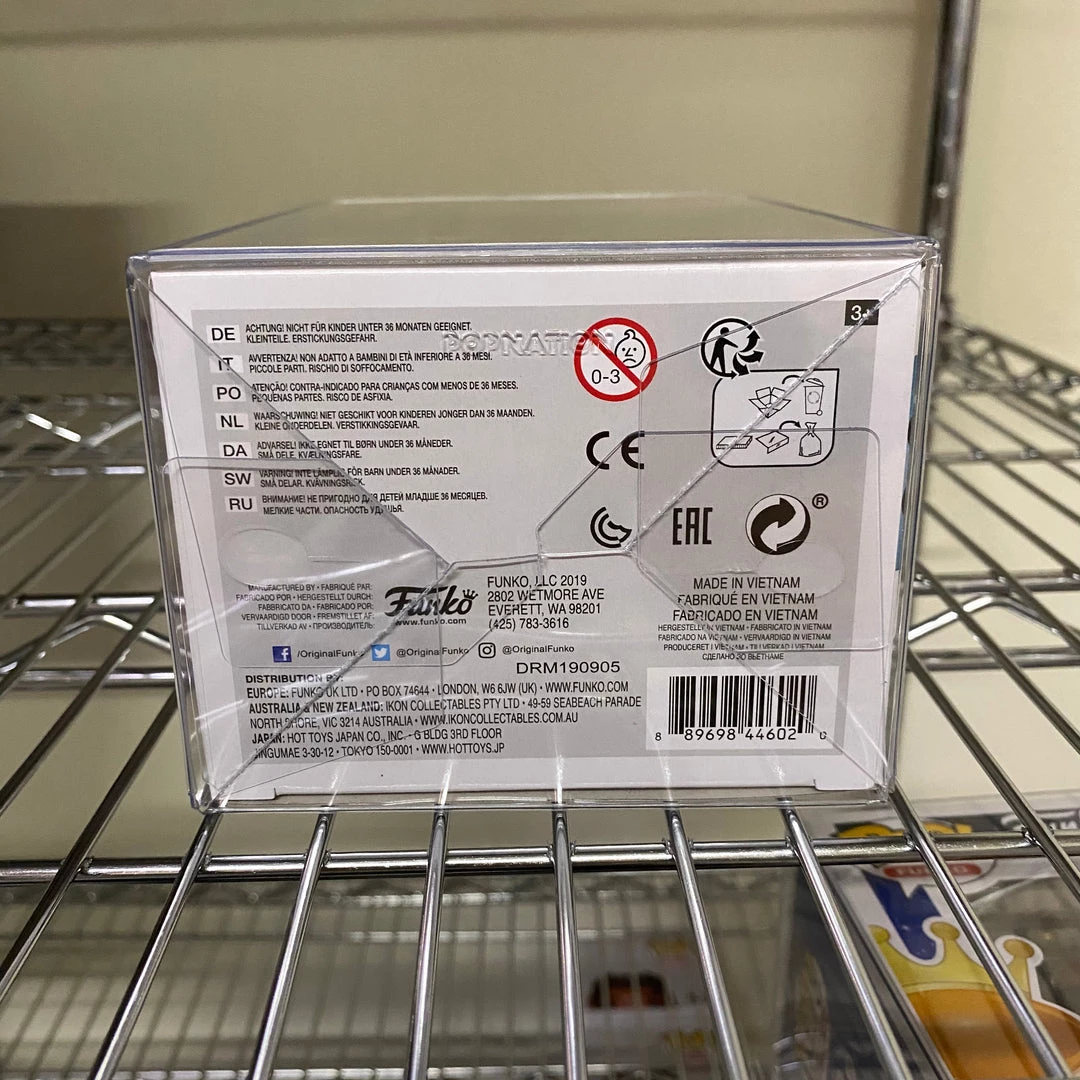 3+
POPNATION
DE ACHTUNG! NICHT FÜR KINDER UNTER 36 MONATEN GEEIGNET.
KLEINTEILE. ERSTICKUNGSGEFAHR.
IT AVVERTENZA! NON ADATTO A BAMBINI DI ETÀ INFERIORE A 36 MESI.
PICCOLE PARTI. RISCHIO DI SOFFOCAMENTO.
PO ATENÇÃO! CONTRA-INDICADO PARA CRIANÇAS COM MENOS DE 36 MESES.
PEQUENAS PARTES. RISCO DE ASFIXIA.
NL WAARSCHUWING! NIET GESCHIKT VOOR KINDEREN JONGER DAN 36 MAANDEN.
KLEINE ONDERDELEN. VERSTIKKINGSGEVAAR.
DA ADVARSEL! IKKE EGNET TIL BØRN UNDER 36 MÅNEDER.
SMÅ DELE. KVÆLNINGSFARE.
SW VARNING! INTE LÄMPLIG FÖR BARN UNDER 36 MÅNADER.
SMÅ DELAR. KVÄVNINGSRISK.
RU ВНИМАНИЕ! НЕ ПРИГОДНО ДЛЯ ДЕТЕЙ МЛАДШЕ 36 МЕСЯЦЕВ.
МЕЛКИЕ ЧАСТИ. ОПАСНОСТЬ УДУШЬЯ.
0-3
CE
EAC
®
MANUFACTURED BY • FABRIQUÉ PAR:
FABRICADO POR • HERGESTELLT DURCH:
FABBRICATO DA • FABRICADO POR:
VERVAARDIGD DOOR • FREMSTILLET AF:
TILLVERKAD AV • ПРОИЗВОДИТЕЛЬ:
Funko
www.funko.com
FUNKO, LLC 2019
2802 WETMORE AVE
EVERETT, WA 98201
(425) 783-3616
/OriginalFunko @OriginalFunko @OriginalFunko
DRM190905
MADE IN VIETNAM
FABRIQUÉ EN VIETNAM
FABRICADO EN VIETNAM
HERGESTELLT IN VIETNAM • FABBRICATO IN VIETNAM
FABRICADO NA VIETNAM • VERVAARDIGD IN VIETNAM
PRODUCERET I VIETNAM • TILLVERKAD I VIETNAM
СДЕЛАНО ВО ВЬЕТНАМЕ
DISTRIBUTION BY:
EUROPE: FUNKO UK LTD • PO BOX 74644 • LONDON, W6 6JW (UK) • WWW.FUNKO.COM
AUSTRALIA & NEW ZEALAND: IKON COLLECTABLES PTY LTD • 49-59 SEABEACH PARADE
NORTH SHORE, VIC 3214 AUSTRALIA • WWW.IKONCOLLECTABLES.COM.AU
JAPAN: HOT TOYS JAPAN CO., INC. • G BLDG 3RD FLOOR
JINGUMAE 3-30-12 • TOKYO 150-0001 • WWW.HOTTOYS.JP
8 89698 44602